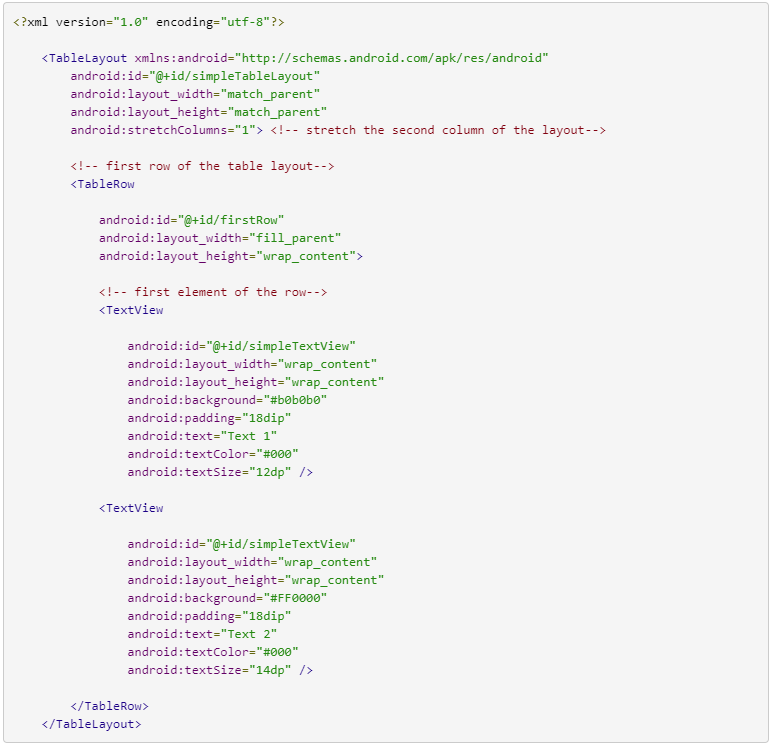 <?xml version="1.0" encoding="utf-8"?>
<TableLayout xmlns:android="http://schemas.android.com/apk/res/android"
android:id="@+id/simpleTableLayout"
android:layout_width="match_parent"
android:layout_height="match_parent"
android:stretchColumns="1"> <!-- stretch the second column of the layout-->
<!-- first row of the table layout-->
<TableRow
android:id="@+id/firstRow"
android:layout_width="fill_parent"
android:layout_height="wrap_content">
<!-- first element of the row-->
<TextView
android:id="@+id/simpleTextView"
android:layout_width="wrap_content"
android:layout_height="wrap_content"
android:background="#b0b0b0"
android:padding="18dip"
android:text="Text 1"
android:textColor="#000"
android:textSize="12dp" />
<TextView
android:id="@+id/simpleTextView"
android:layout_width="wrap_content"
android:layout_height="wrap_content"
android:background="#FF0000"
android:padding="18dip"
android:text="Text 2"
android:textColor="#000"
android:textSize="14dp" />
</TableRow>
</TableLayout>